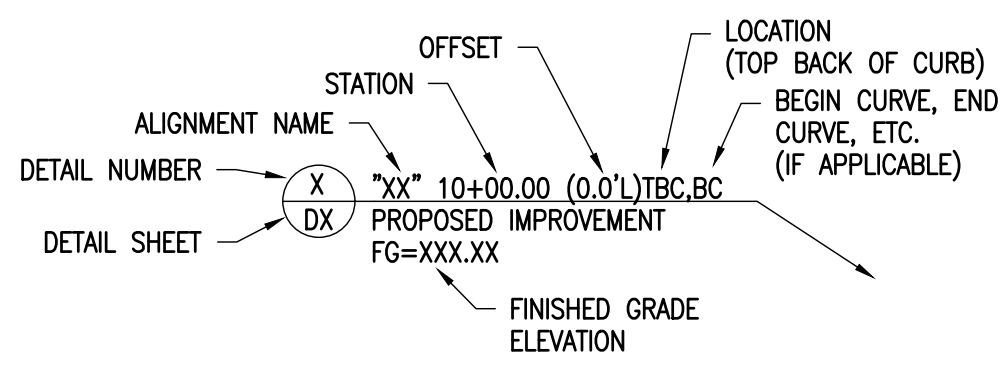 LOCATION
(TOP BACK OF CURB)
OFFSET
STATION
BEGIN CURVE, END
CURVE, ETC.
(IF APPLICABLE)
ALIGNMENT NAME
DETAIL NUMBER
X
"XX" 10+00.00 (0.0'L)TBC,BC
DX
PROPOSED IMPROVEMENT
FG=XXX.XX
DETAIL SHEET
FINISHED GRADE
ELEVATION